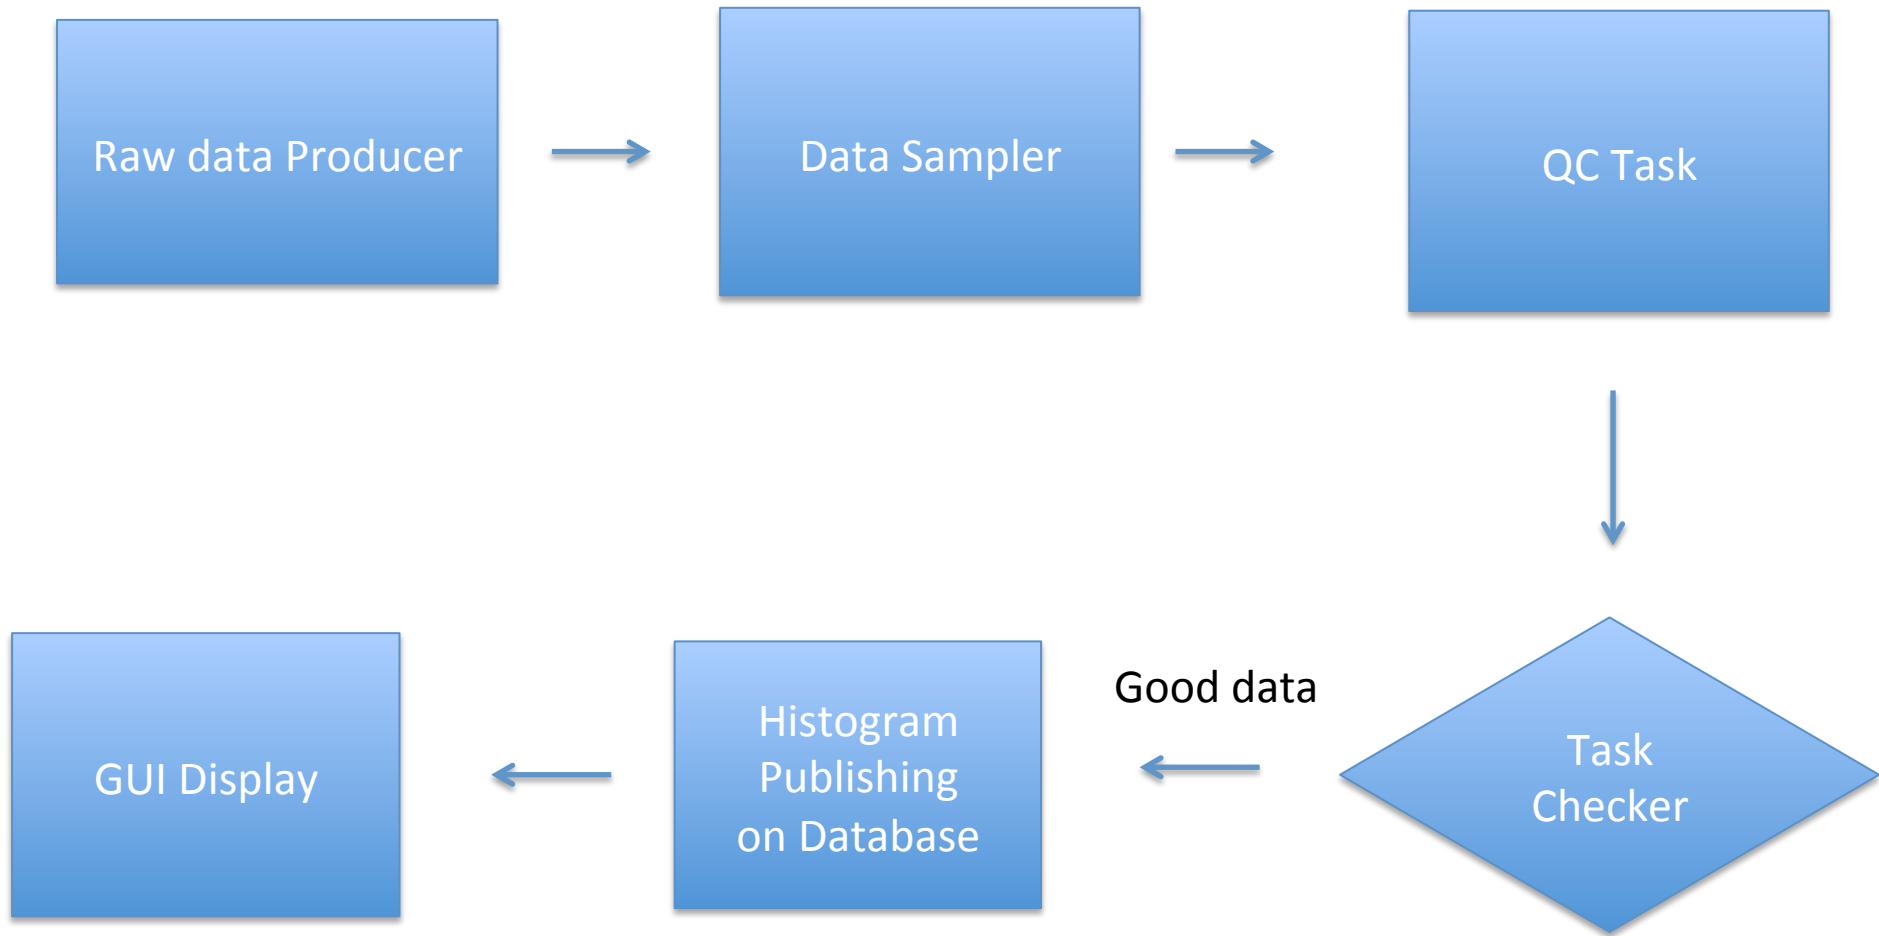 Raw data Producer
Data Sampler
QC Task
Task
Checker
Good data
Histogram
Publishing
on Database
GUI Display